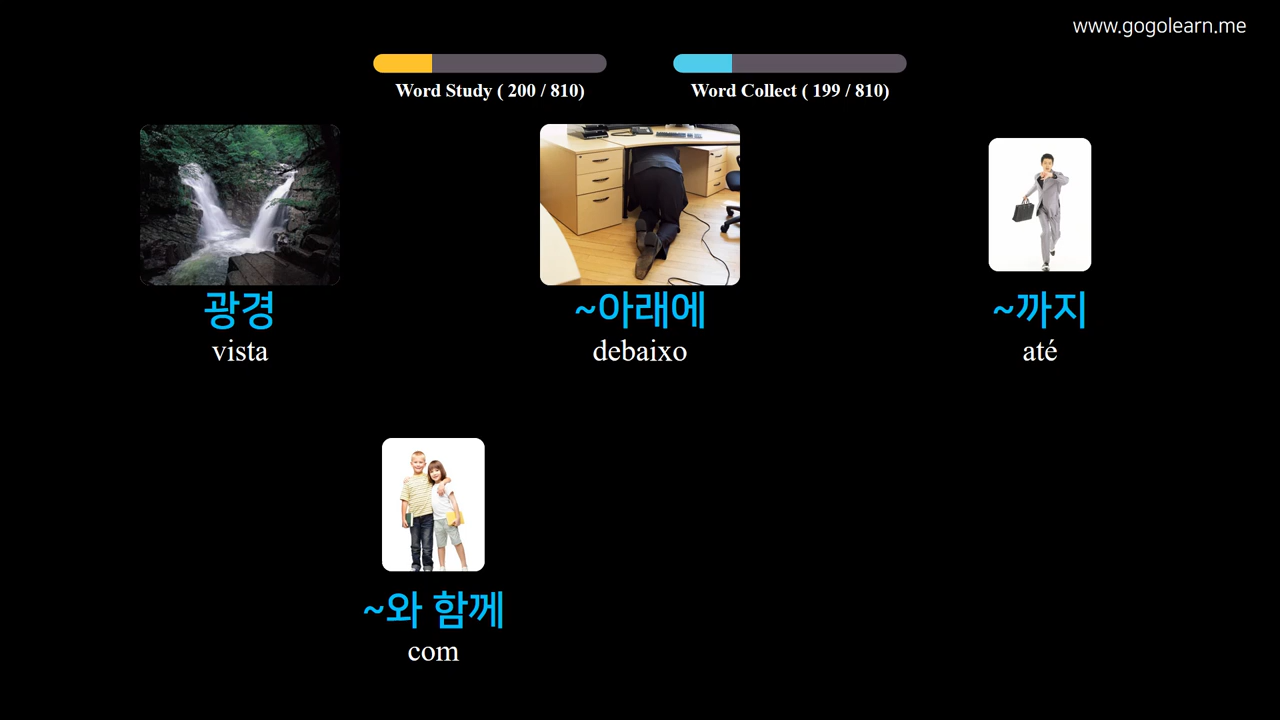 www.gogolearn.me
Word Study ( 200 / 810)
Word Collect ( 199 / 810)
광경
vista
~아래에
debaixo
~까지
até
~와 함께
com